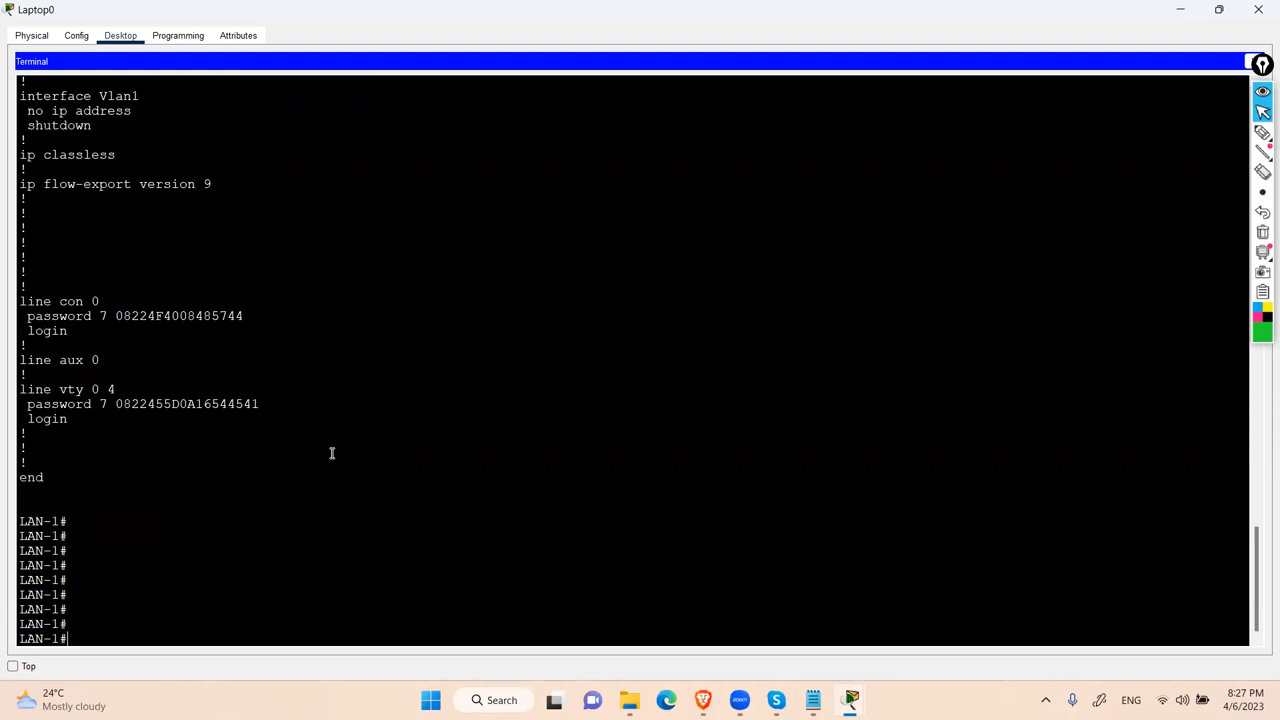 Laptop0
Physical Config Desktop Programming Attributes
Terminal
!
interface Vlan1
no ip address
shutdown
!
ip classless
!
ip flow-export version 9
!
!
!
!
!
!
!
line con 0
password 7 08224F4008485744
login
!
line aux 0
!
line vty 0 4
password 7 0822455D0A16544541
login
!
!
!
end
LAN-1#
LAN-1#
LAN-1#
LAN-1#
LAN-1#
LAN-1#
LAN-1#
LAN-1#
LAN-1#
Top
24°C
Mostly cloudy
Search
zoom
ENG
8:27 PM
4/6/2023